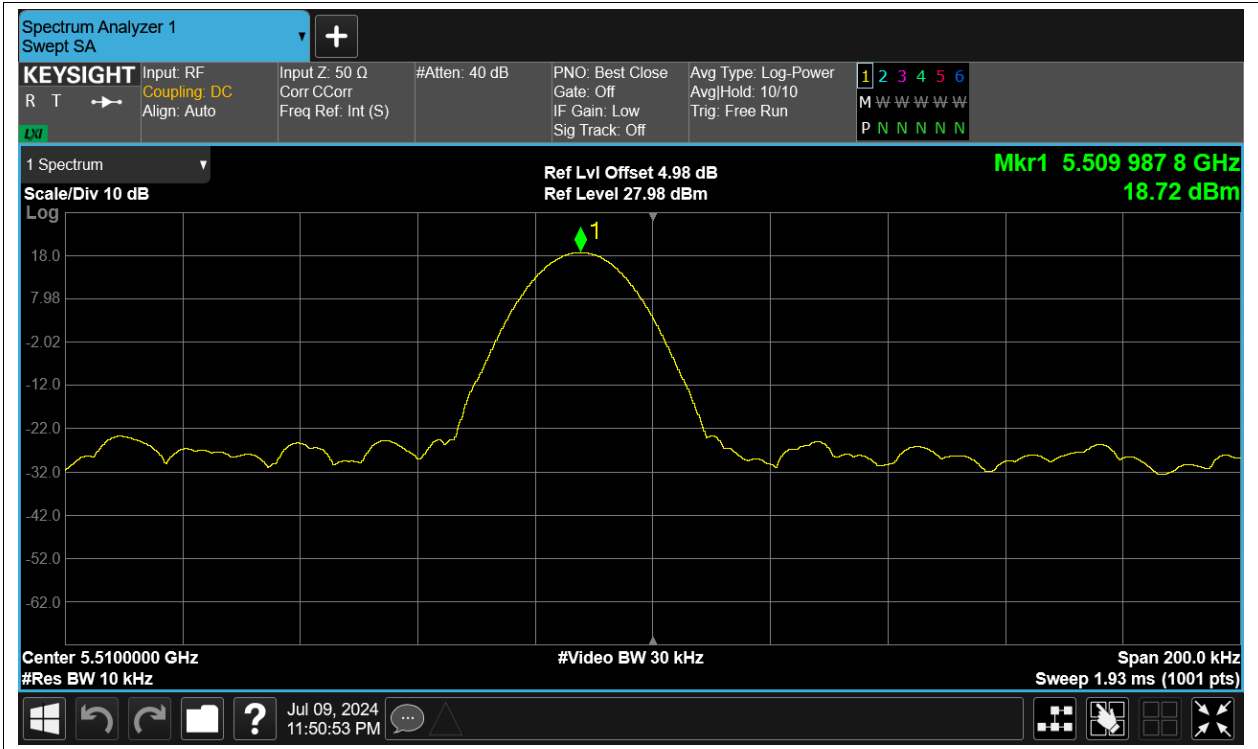 Spectrum Analyzer 1
Swept SA
KEYSIGHT
R T
LXI
Input: RF
Coupling: DC
Align: Auto
Input Z: 50 Ω
Corr CCorr
Freq Ref: Int (S)
#Atten: 40 dB
PNO: Best Close
Gate: Off
IF Gain: Low
Sig Track: Off
Avg Type: Log-Power
Avg|Hold: 10/10
Trig: Free Run
1 2 3 4 5 6
M W W W W W
P N N N N N
1 Spectrum
Scale/Div 10 dB
Log
Ref Lvl Offset 4.98 dB
Ref Level 27.98 dBm
Mkr1 5.509 987 8 GHz
18.72 dBm
1
18.0
7.98
-2.02
-12.0
-22.0
-32.0
-42.0
-52.0
-62.0
Center 5.5100000 GHz
#Res BW 10 kHz
#Video BW 30 kHz
Span 200.0 kHz
Sweep 1.93 ms (1001 pts)
?
Jul 09, 2024
11:50:53 PM